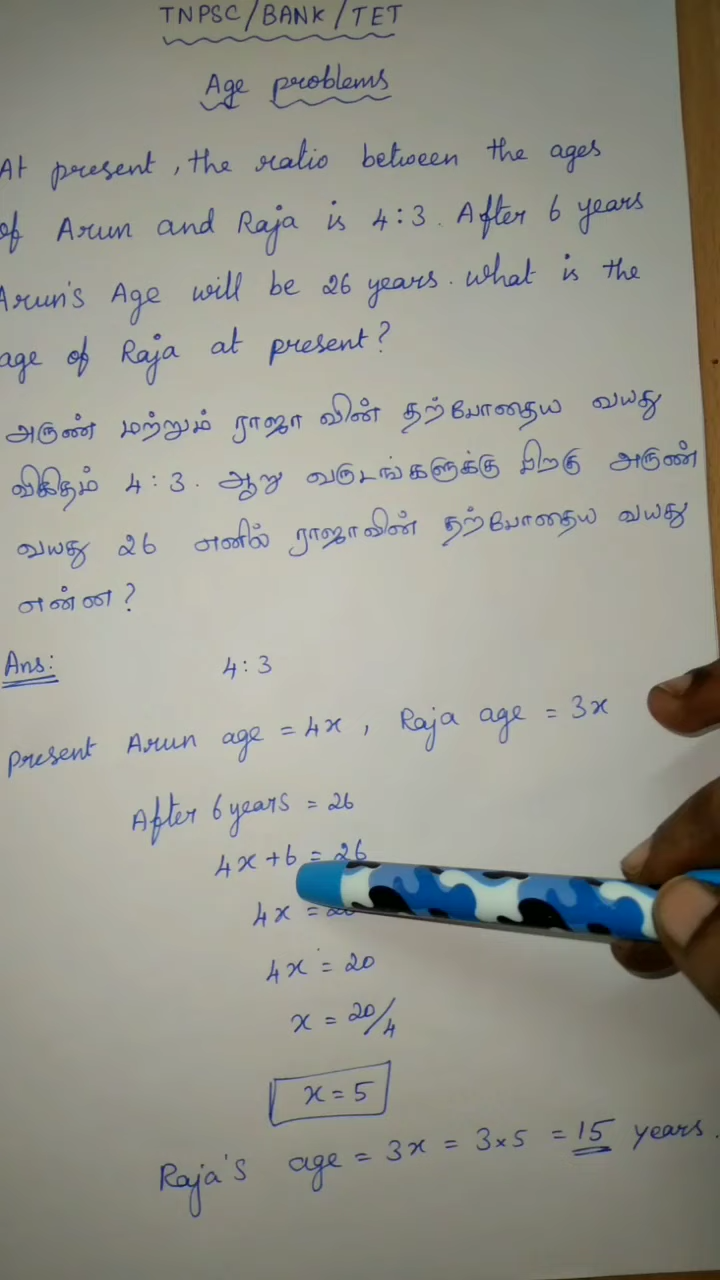 TNPSC/BANK/TET
Age problems
At present, the ratio between the ages
of Arun and Raja is 4:3. After 6 years
Arun's Age will be 26 years. what is the
age of Raja at present?
அருண் மற்றும் ராஜா வின் தற்போதைய வயது
விகிதம் 4:3. ஆறு வருடங்களுக்கு பிறகு அருண்
வயது 26 எனில் ராஜாவின் தற்போதைய வயது
என்ன?
Ans: 4:3
Present Arun age = 4x, Raja age = 3x
After 6 years = 26
4x + 6 = 26
4x =
4x = 20
x = 20/4
x = 5
Raja's age = 3x = 3x5 = 15 years.